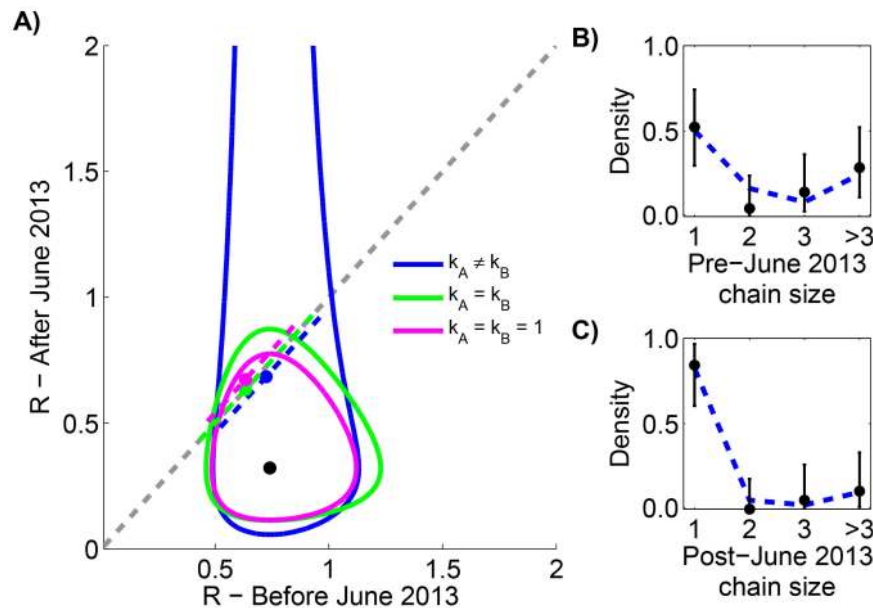 A)
2
1.5
1
0.5
0
0.5
1
1.5
2
R − After June 2013
R − Before June 2013
k_A ≠ k_B
k_A = k_B
k_A = k_B = 1
B)
1.0
0.5
0.0
Density
1 2 3 >3
Pre−June 2013
chain size
C)
1.0
0.5
0.0
Density
1 2 3 >3
Post−June 2013
chain size